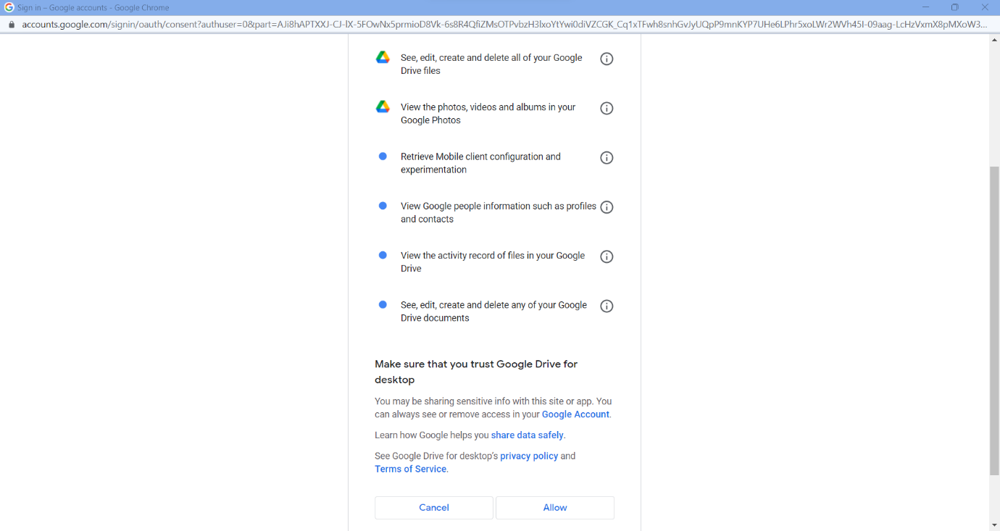 Sign in – Google accounts - Google Chrome
accounts.google.com/signin/oauth/consent?authuser=0&part=AJi8hAPTXXJ-CJ-lX-5FOwNx5prmioD8Vk-6s8R4QfiZMsOTPvbzH3IxoYtYwi0diVZCGK_Cq1xTFwh8snhGvJyUQpP9mnKYP7UHe6LPhr5xoLWr2WVh45I-09aag-LcHzVxmX8pMXoW3...
See, edit, create and delete all of your Google
Drive files
View the photos, videos and albums in your
Google Photos
Retrieve Mobile client configuration and
experimentation
View Google people information such as profiles
and contacts
View the activity record of files in your Google
Drive
See, edit, create and delete any of your Google
Drive documents
Make sure that you trust Google Drive for
desktop
You may be sharing sensitive info with this site or app. You
can always see or remove access in your Google Account.
Learn how Google helps you share data safely.
See Google Drive for desktop's privacy policy and
Terms of Service.
Cancel Allow